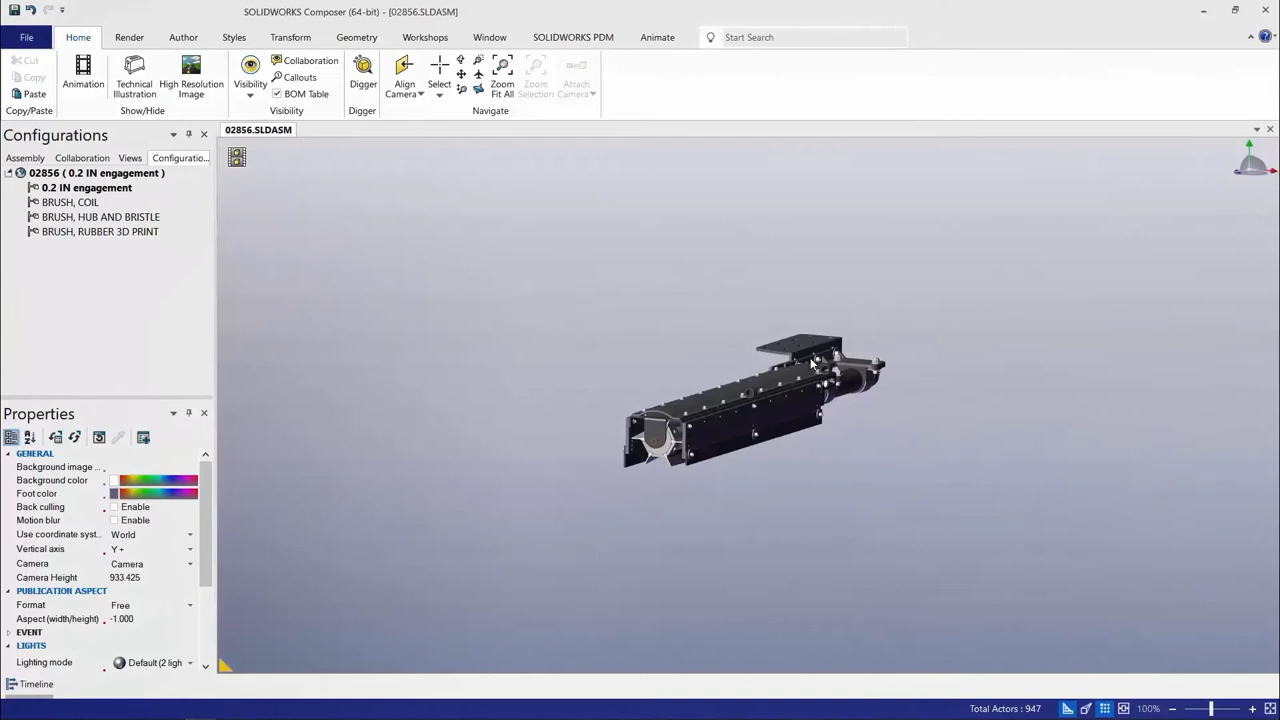 SOLIDWORKS Composer (64-bit) - [02856.SLDASM]
File Home Render Author Styles Transform Geometry Workshops Window SOLIDWORKS PDM Animate Start Search
Cut
Copy
Paste
Copy/Paste
Animation
Technical Illustration
High Resolution Image
Show/Hide
Visibility
Collaboration
Callouts
BOM Table
Visibility
Digger
Digger
Align Camera
Select
Zoom Fit All
Zoom Selection
Attach Camera
Navigate
Configurations
Assembly Collaboration Views Configuratio...
02856 ( 0.2 IN engagement )
0.2 IN engagement
BRUSH, COIL
BRUSH, HUB AND BRISTLE
BRUSH, RUBBER 3D PRINT
02856.SLDASM
Properties
GENERAL
Background image ...
Background color
Foot color
Back culling Enable
Motion blur Enable
Use coordinate syst... World
Vertical axis Y +
Camera Camera
Camera Height 933.425
PUBLICATION ASPECT
Format Free
Aspect (width/height) -1.000
EVENT
LIGHTS
Lighting mode Default (2 ligh
Timeline
Total Actors : 947 100%